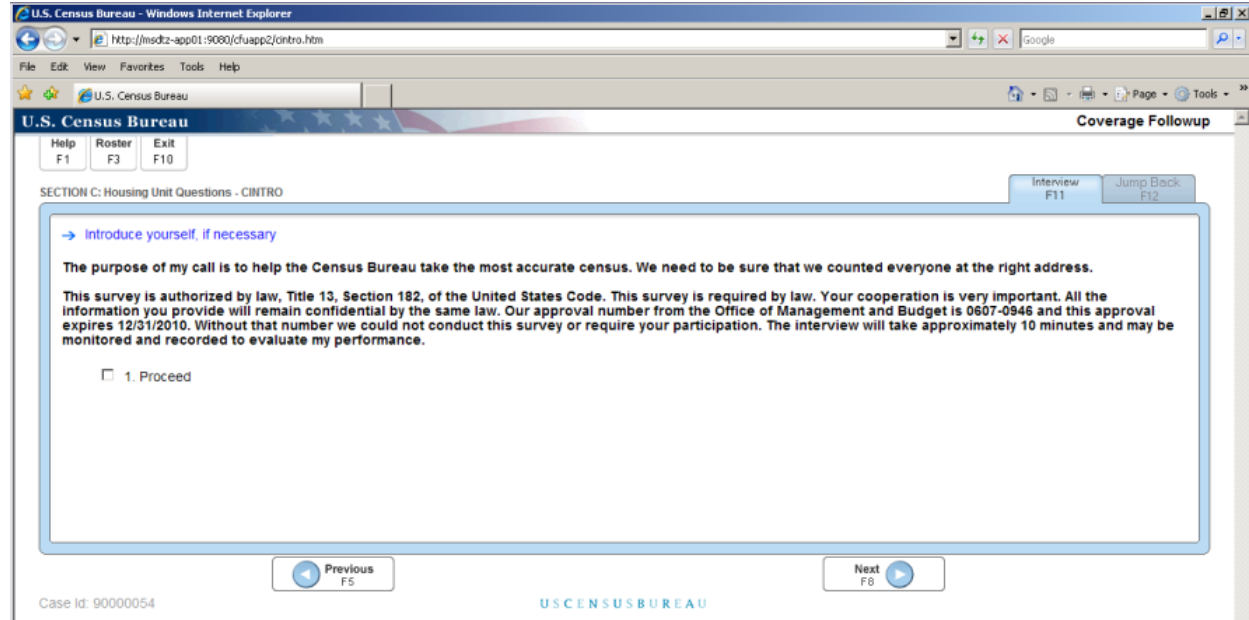 U.S. Census Bureau - Windows Internet Explorer
http://msdtz-app01:9080/cfuapp2/cintro.htm
Google
File Edit View Favorites Tools Help
U.S. Census Bureau
Page Tools
U.S. Census Bureau
Coverage Followup
Help Roster Exit
F1 F3 F10
SECTION C: Housing Unit Questions - CINTRO
Interview Jump Back
F11 F12
Introduce yourself, if necessary
The purpose of my call is to help the Census Bureau take the most accurate census. We need to be sure that we counted everyone at the right address.
This survey is authorized by law, Title 13, Section 182, of the United States Code. This survey is required by law. Your cooperation is very important. All the
information you provide will remain confidential by the same law. Our approval number from the Office of Management and Budget is 0607-0946 and this approval
expires 12/31/2010. Without that number we could not conduct this survey or require your participation. The interview will take approximately 10 minutes and may be
monitored and recorded to evaluate my performance.
1. Proceed
Previous
F5
Next
F8
Case Id: 90000054
USCENSUSBUREAU